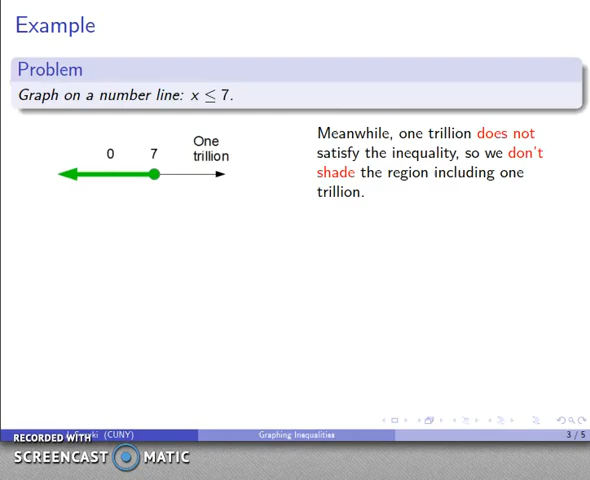 Example
Problem
Graph on a number line: x ≤ 7.
0 7 One trillion
Meanwhile, one trillion does not
satisfy the inequality, so we don't
shade the region including one
trillion.
RECORDED WITH
(CUNY)
Graphing Inequalities
3 / 5
SCREENCAST MATIC